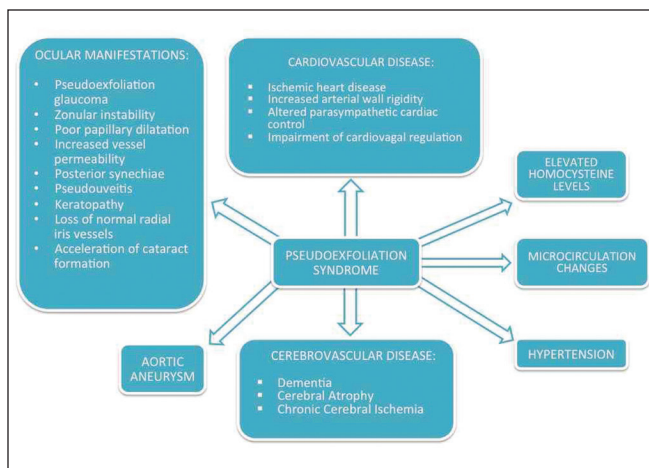 OCULAR MANIFESTATIONS:
• Pseudoexfoliation
glaucoma
• Zonular instability
• Poor papillary dilatation
• Increased vessel
permeability
• Posterior synechiae
• Pseudouveitis
• Keratopathy
• Loss of normal radial
iris vessels
• Acceleration of cataract
formation
CARDIOVASCULAR DISEASE:
▪ Ischemic heart disease
▪ Increased arterial wall rigidity
▪ Altered parasympathetic cardiac
control
▪ Impairment of cardiovagal regulation
ELEVATED
HOMOCYSTEINE
LEVELS
PSEUDOEXFOLIATION
SYNDROME
MICROCIRCULATION
CHANGES
AORTIC
ANEURYSM
CEREBROVASCULAR DISEASE:
▪ Dementia
▪ Cerebral Atrophy
▪ Chronic Cerebral Ischemia
HYPERTENSION